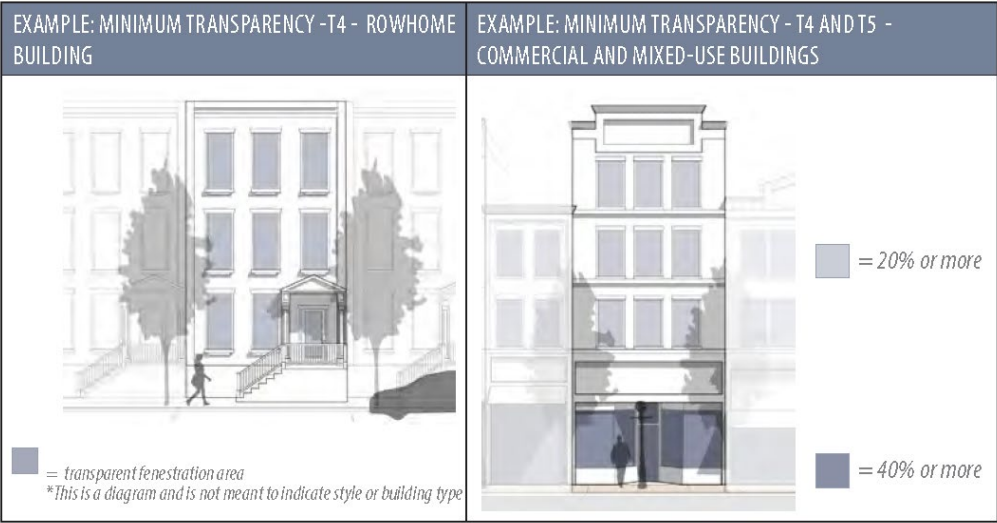 EXAMPLE: MINIMUM TRANSPARENCY -T4 - ROWHOME
BUILDING
EXAMPLE: MINIMUM TRANSPARENCY - T4 AND T5 -
COMMERCIAL AND MIXED-USE BUILDINGS
= transparent fenestration area
*This is a diagram and is not meant to indicate style or building type
= 20% or more
= 40% or more